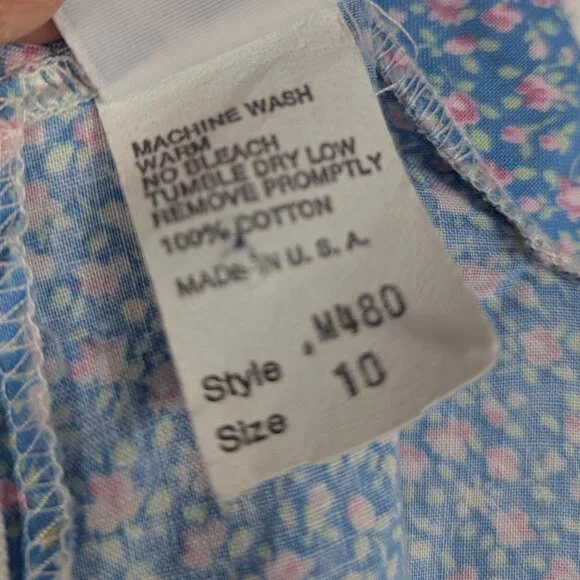 MACHINE WASH
WARM
NO BLEACH
TUMBLE DRY LOW
REMOVE PROMPTLY
100% COTTON
MADE IN U. S. A.
Style M480
Size 10